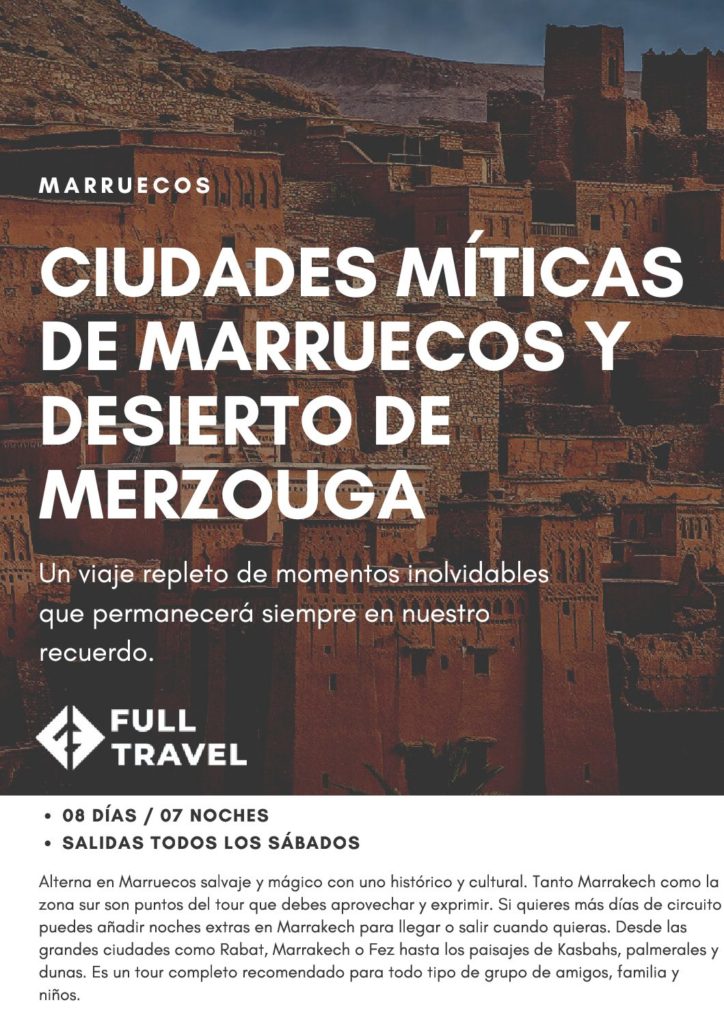 MARRUECOS
CIUDADES MÍTICAS
DE MARRUECOS Y
DESIERTO DE
MERZOUGA
Un viaje repleto de momentos inolvidables
que permanecerá siempre en nuestro
recuerdo.
FULL
TRAVEL
• 08 DÍAS / 07 NOCHES
• SALIDAS TODOS LOS SÁBADOS
Alterna en Marruecos salvaje y mágico con uno histórico y cultural. Tanto Marrakech como la
zona sur son puntos del tour que debes aprovechar y exprimir. Si quieres más días de circuito
puedes añadir noches extras en Marrakech para llegar o salir cuando quieras. Desde las
grandes ciudades como Rabat, Marrakech o Fez hasta los paisajes de Kasbahs, palmerales y
dunas. Es un tour completo recomendado para todo tipo de grupo de amigos, familia y
niños.